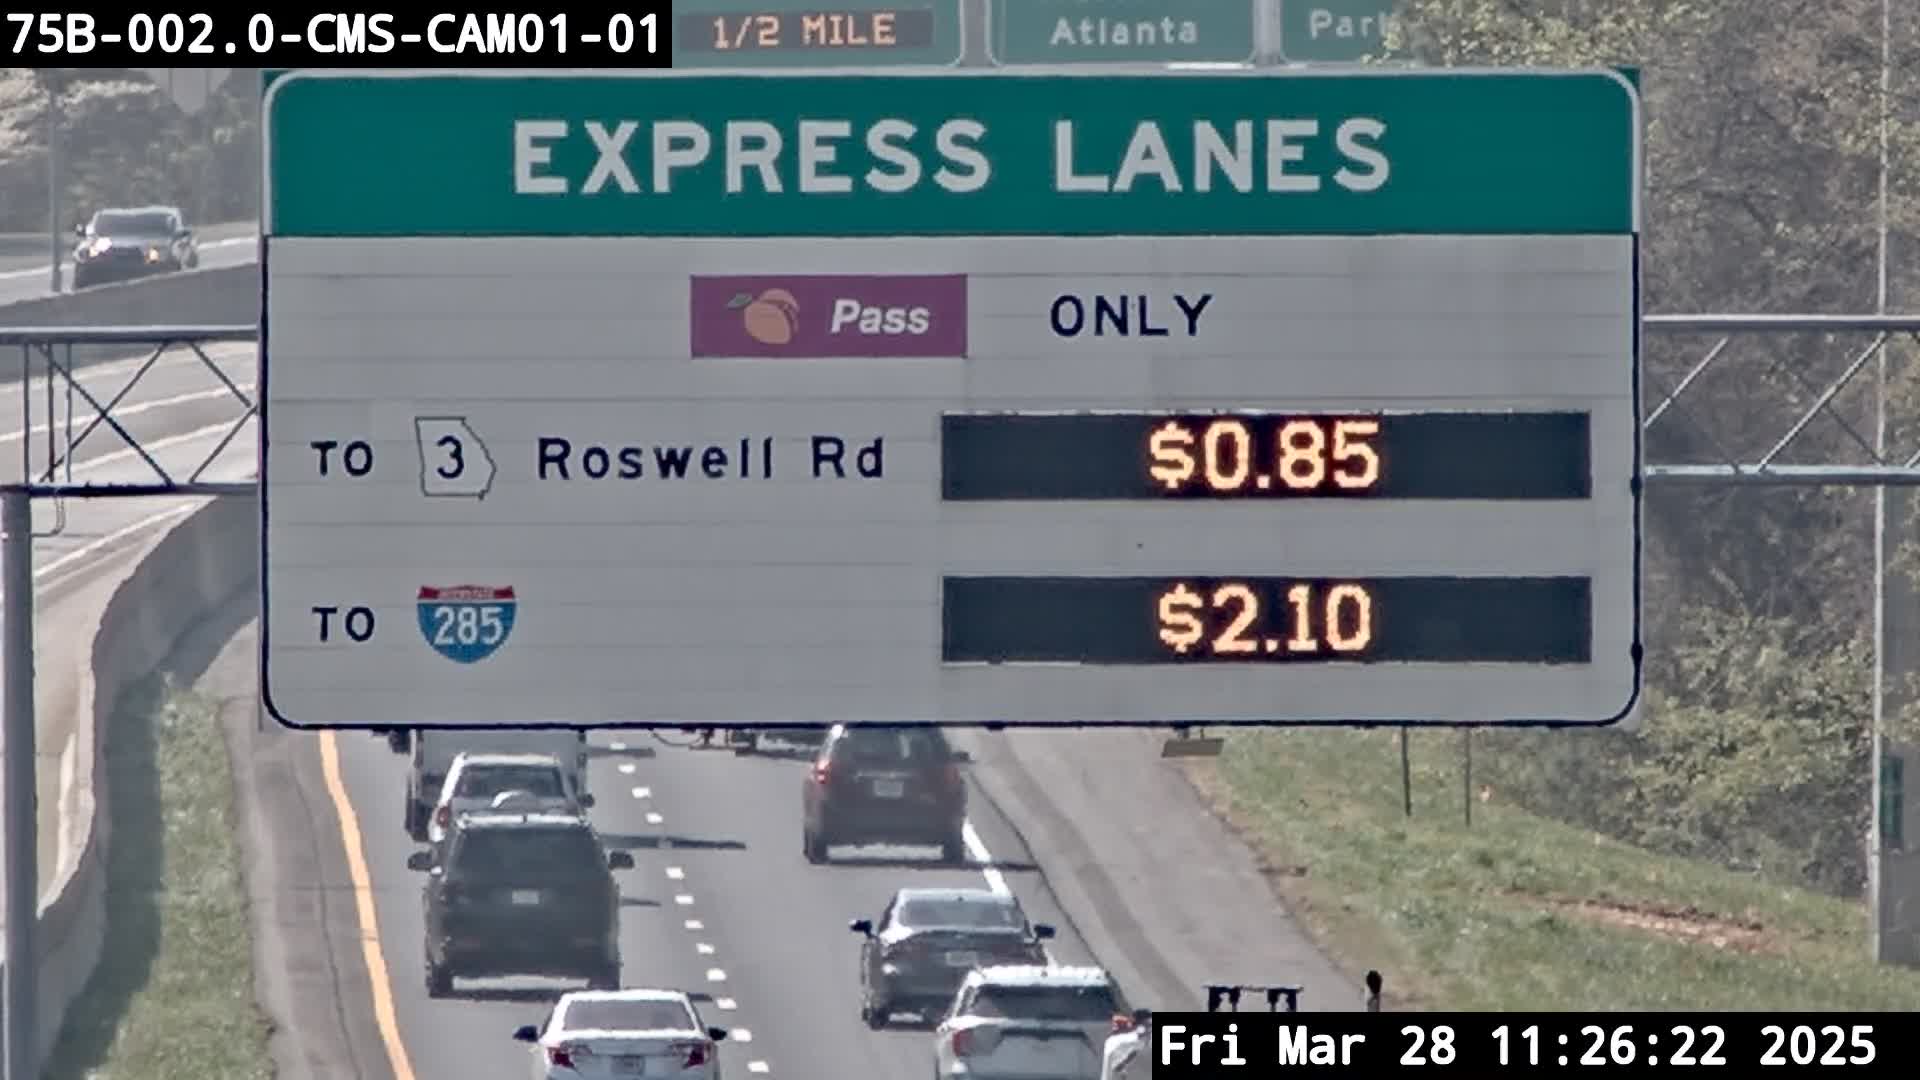 75B-002.0-CMS-CAM01-01
1/2 MILE
Atlanta
EXPRESS LANES
Pass ONLY
TO 3 Roswell Rd $0.85
TO INTERSTATE 285 $2.10
Fri Mar 28 11:26:22 2025